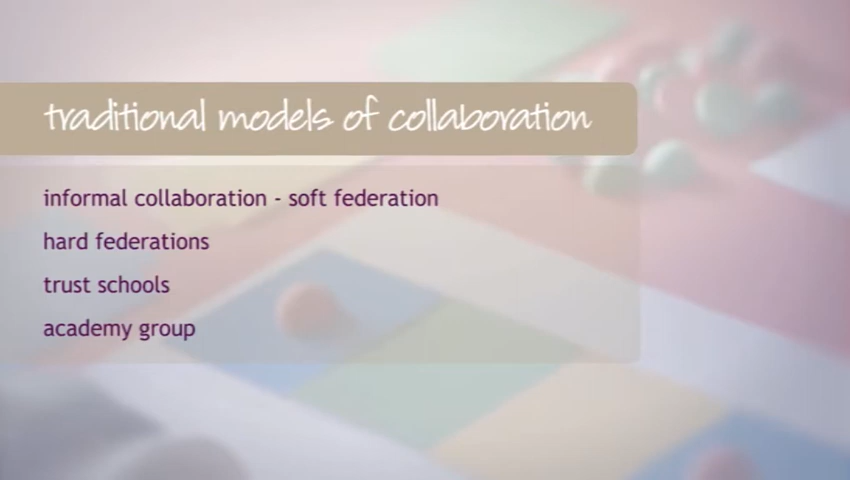 traditional models of collaboration
informal collaboration - soft federation
hard federations
trust schools
academy group